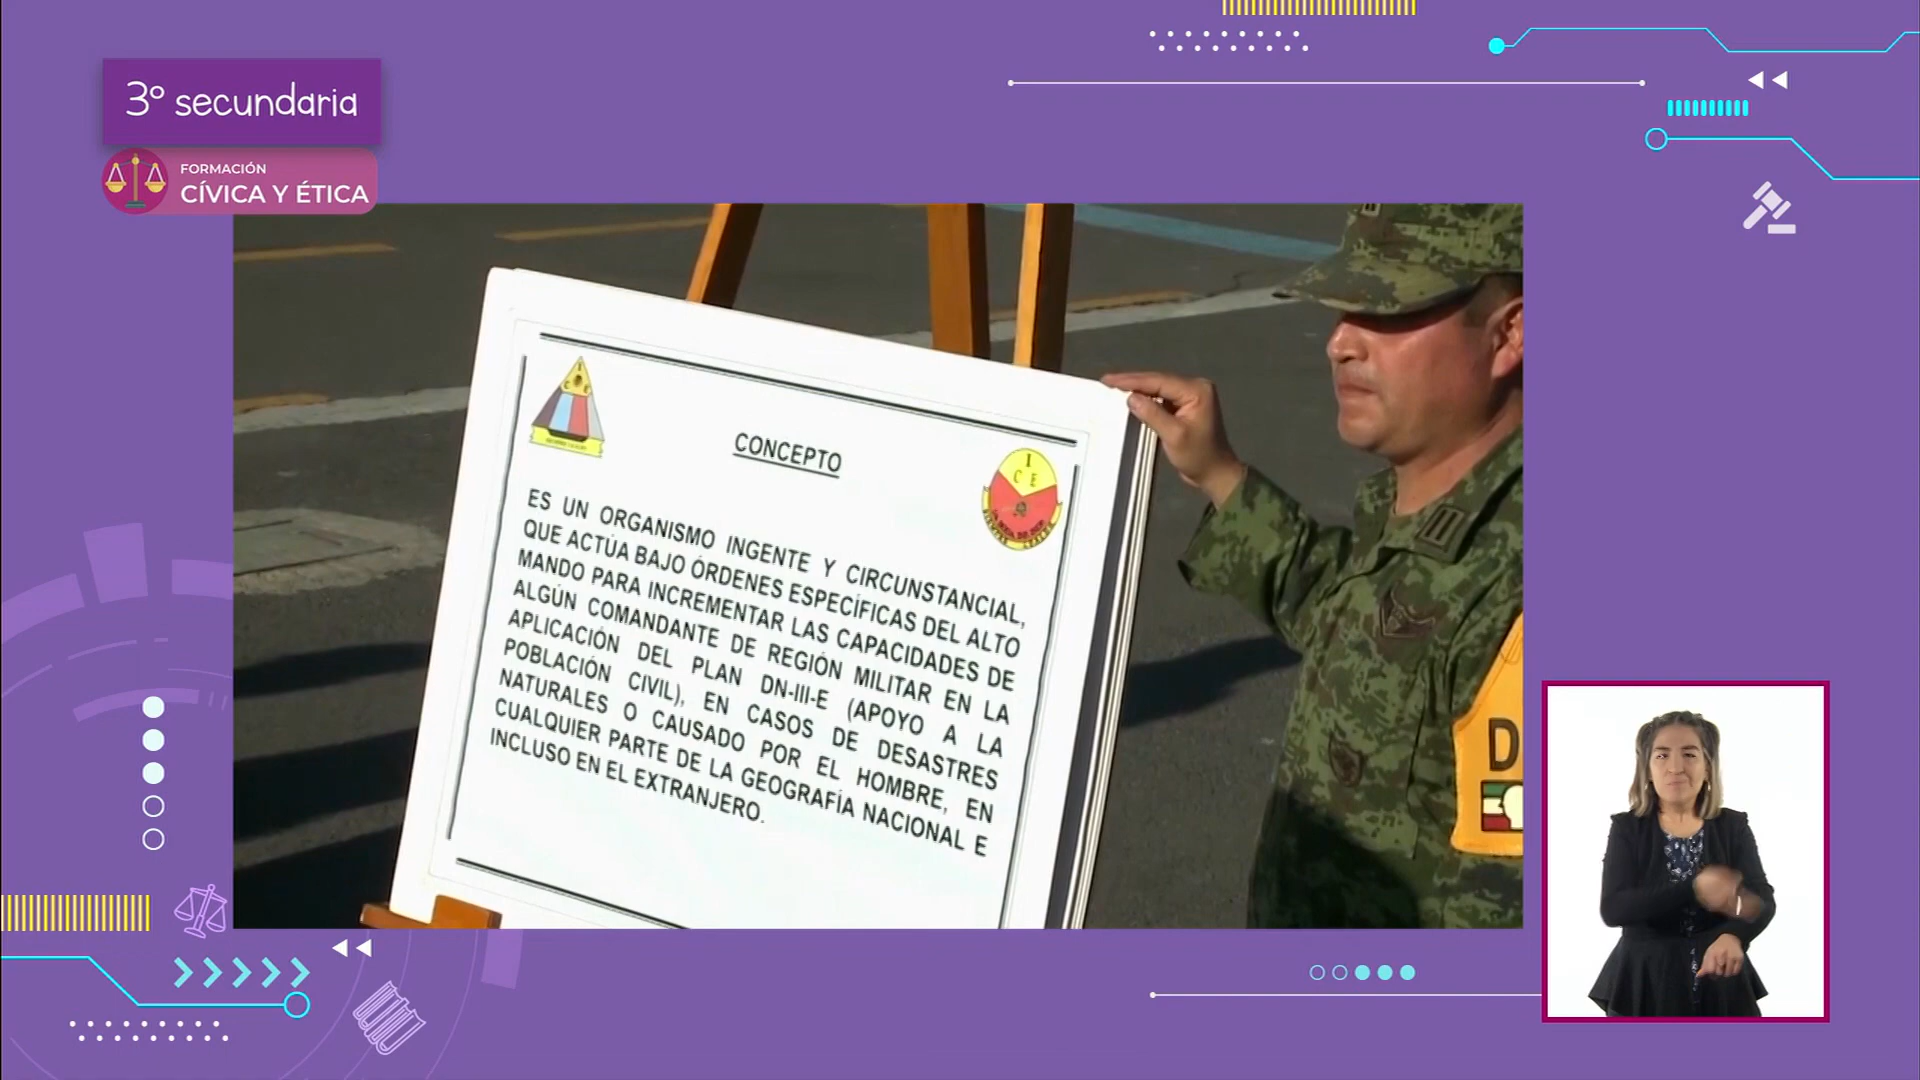 3° secundaria
FORMACIÓN
CÍVICA Y ÉTICA
I
C E
CONCEPTO
I
C E
SIEMPRE LEALES
ES UN ORGANISMO INGENTE Y CIRCUNSTANCIAL,
QUE ACTÚA BAJO ÓRDENES ESPECÍFICAS DEL ALTO
MANDO PARA INCREMENTAR LAS CAPACIDADES DE
ALGÚN COMANDANTE DE REGIÓN MILITAR EN LA
APLICACIÓN DEL PLAN DN-III-E (APOYO A LA
POBLACIÓN CIVIL), EN CASOS DE DESASTRES
NATURALES O CAUSADO POR EL HOMBRE, EN
CUALQUIER PARTE DE LA GEOGRAFÍA NACIONAL E
INCLUSO EN EL EXTRANJERO.
D